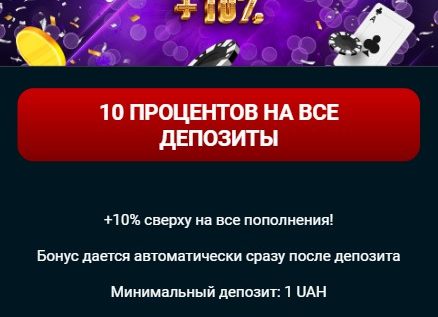 +10%
10 ПРОЦЕНТОВ НА ВСЕ
ДЕПОЗИТЫ
+10% сверху на все пополнения!
Бонус дается автоматически сразу после депозита
Минимальный депозит: 1 UAH